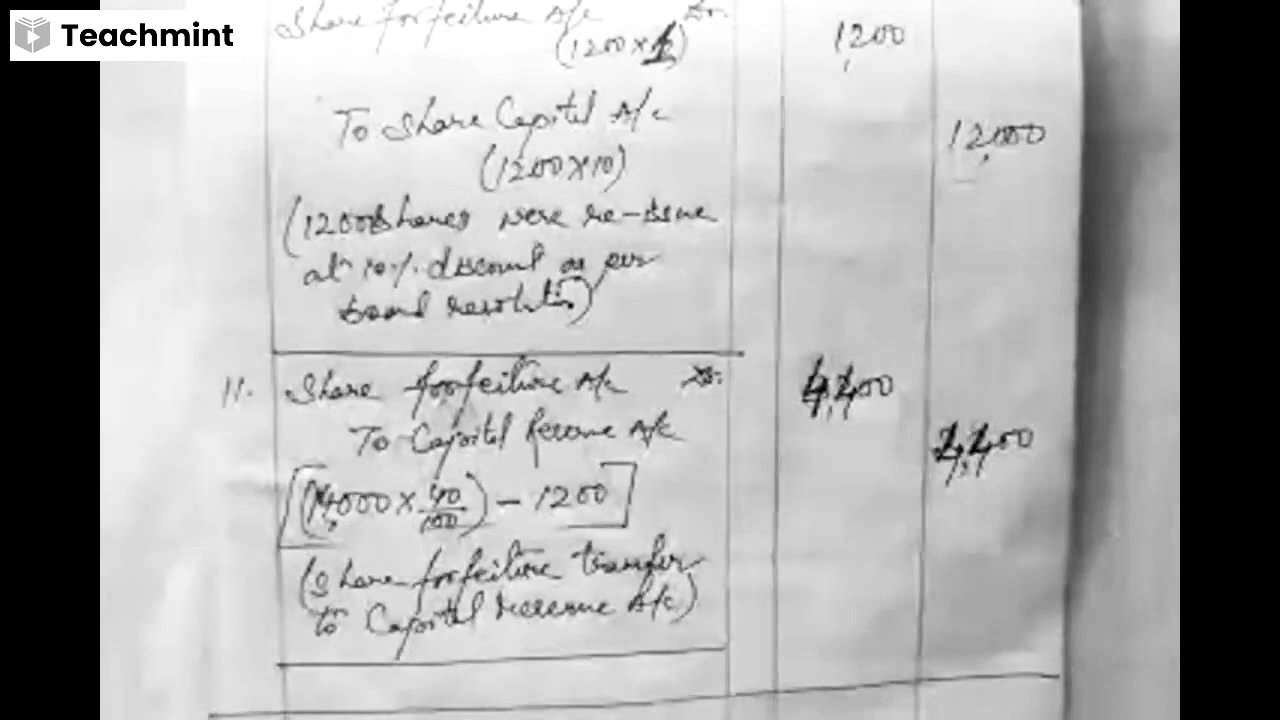 Teachmint
Share forfeiture A/c Dr. 1200
(1200×1)
To Share Capital A/c 12,000
(1200×10)
(1200 shares were re-issue
at 10% discount as per
board resolution)
11. Share forfeiture A/c Dr. 4,400
To Capital Reserve A/c 4,400
[(14,000 × 40/100) – 1200]
(Share forfeiture transfer
to Capital reserve A/c)